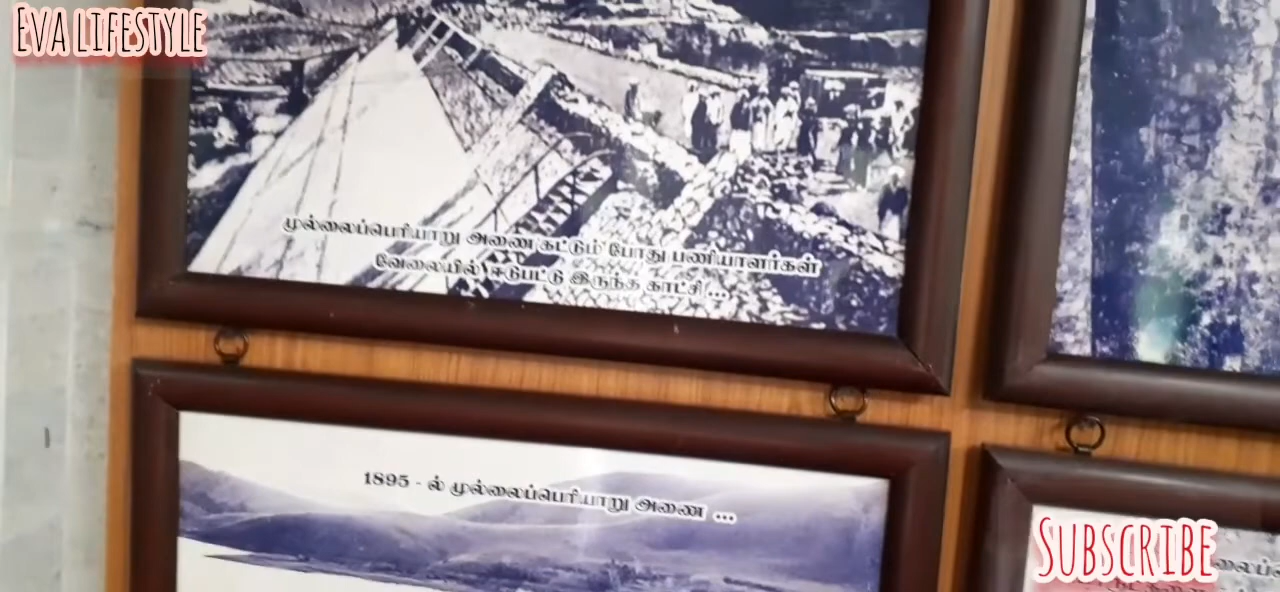 EVA LIFESTYLE
முல்லைப்பெரியாறு அணை கட்டும் போது பணியாளர்கள்
வேலையில் ஈடுபட்டு இருந்த காட்சி ...
1895 - ல் முல்லைப்பெரியாறு அணை ...
SUBSCRIBE